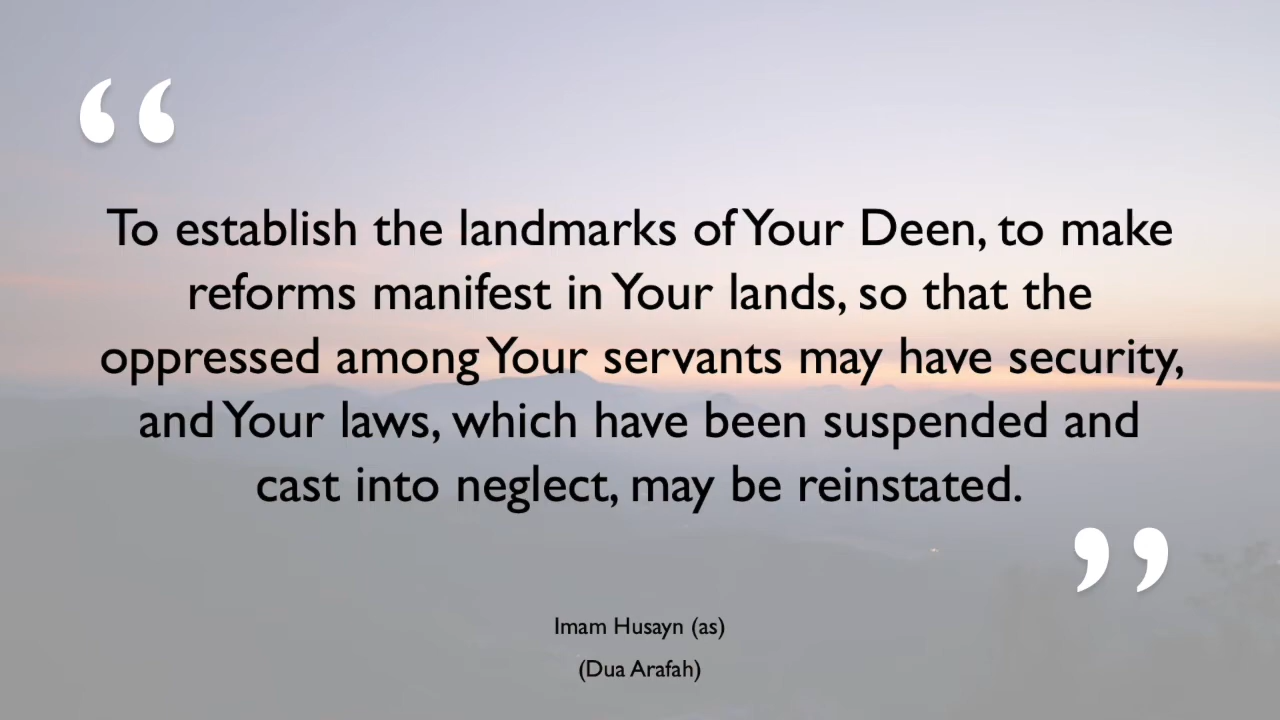 “
To establish the landmarks of Your Deen, to make
reforms manifest in Your lands, so that the
oppressed among Your servants may have security,
and Your laws, which have been suspended and
cast into neglect, may be reinstated.
”
Imam Husayn (as)
(Dua Arafah)